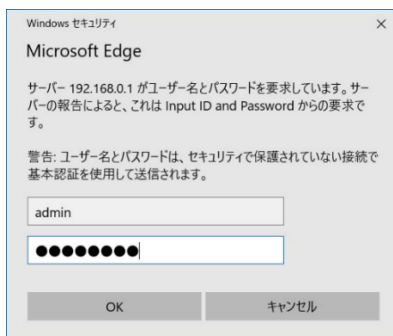 Windows セキュリティ
Microsoft Edge
サーバー 192.168.0.1 がユーザー名とパスワードを要求しています。サー
バーの報告によると、これは Input ID and Password からの要求で
す。
警告: ユーザー名とパスワードは、セキュリティで保護されていない接続で
基本認証を使用して送信されます。
admin
●●●●●●●●
OK
キャンセル